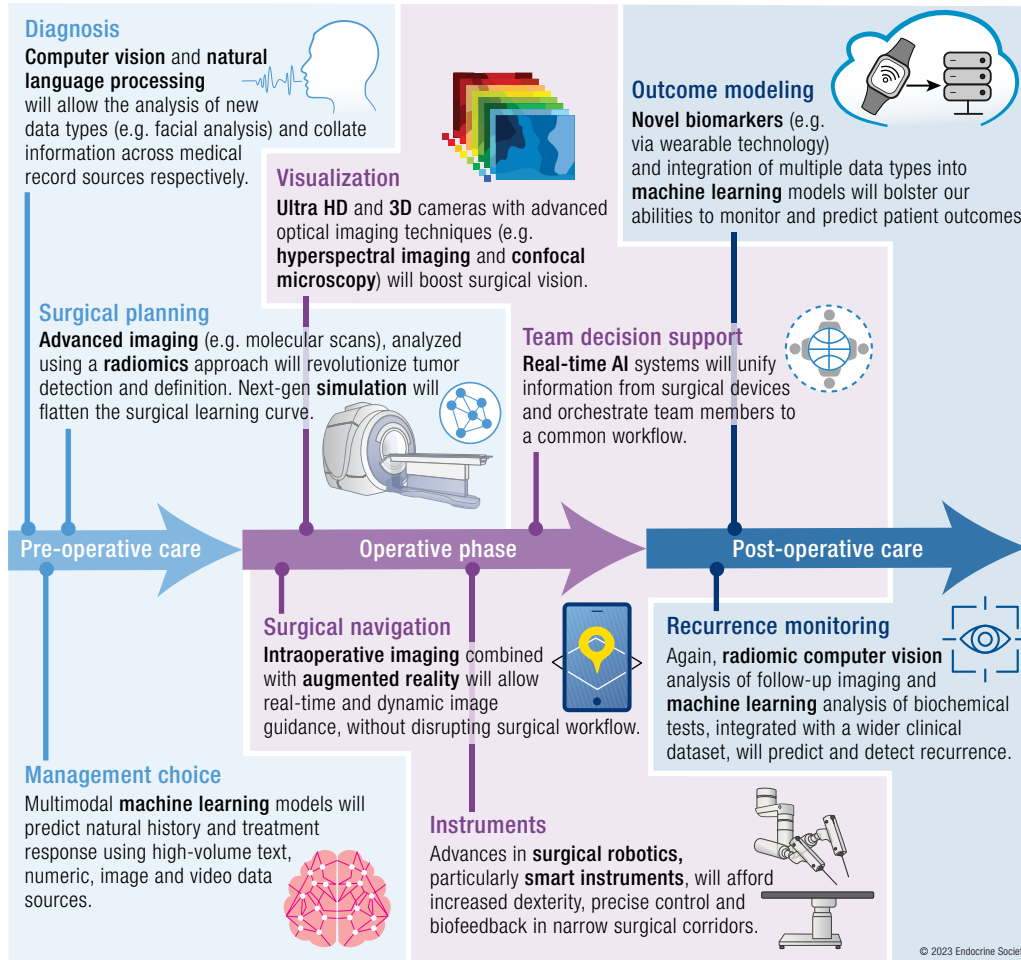 Diagnosis
Computer vision and natural
language processing
will allow the analysis of new
data types (e.g. facial analysis) and collate
information across medical
record sources respectively.
Visualization
Ultra HD and 3D cameras with advanced
optical imaging techniques (e.g.
hyperspectral imaging and confocal
microscopy) will boost surgical vision.
Outcome modeling
Novel biomarkers (e.g.
via wearable technology)
and integration of multiple data types into
machine learning models will bolster our
abilities to monitor and predict patient outcomes
Surgical planning
Advanced imaging (e.g. molecular scans), analyzed
using a radiomics approach will revolutionize tumor
detection and definition. Next-gen simulation will
flatten the surgical learning curve.
Team decision support
Real-time AI systems will unify
information from surgical devices
and orchestrate team members to
a common workflow.
Pre-operative care
Operative phase
Post-operative care
Surgical navigation
Intraoperative imaging combined
with augmented reality will allow
real-time and dynamic image
guidance, without disrupting surgical workflow.
Recurrence monitoring
Again, radiomic computer vision
analysis of follow-up imaging and
machine learning analysis of biochemical
tests, integrated with a wider clinical
dataset, will predict and detect recurrence.
Management choice
Multimodal machine learning models will
predict natural history and treatment
response using high-volume text,
numeric, image and video data
sources.
Instruments
Advances in surgical robotics,
particularly smart instruments, will afford
increased dexterity, precise control and
biofeedback in narrow surgical corridors.
© 2023 Endocrine Societ